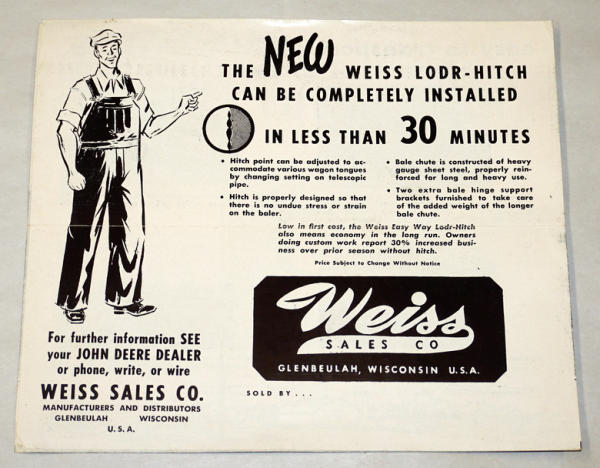 THE NEW WEISS LODR-HITCH
CAN BE COMPLETELY INSTALLED
IN LESS THAN 30 MINUTES
• Hitch point can be adjusted to ac-
commodate various wagon tongues
by changing setting on telescopic
pipe.
• Hitch is properly designed so that
there is no undue stress or strain
on the baler.
• Bale chute is constructed of heavy
gauge sheet steel, properly rein-
forced for long and heavy use.
• Two extra bale hinge support
brackets furnished to take care
of the added weight of the longer
bale chute.
Low in first cost, the Weiss Easy Way Lodr-Hitch
also means economy in the long run. Owners
doing custom work report 30% increased busi-
ness over prior season without hitch.
Price Subject to Change Without Notice
Weiss
SALES CO
GLENBEULAH, WISCONSIN U.S.A.
SOLD BY...
For further information SEE
your JOHN DEERE DEALER
or phone, write, or wire
WEISS SALES CO.
MANUFACTURERS AND DISTRIBUTORS
GLENBEULAH WISCONSIN
U.S.A.